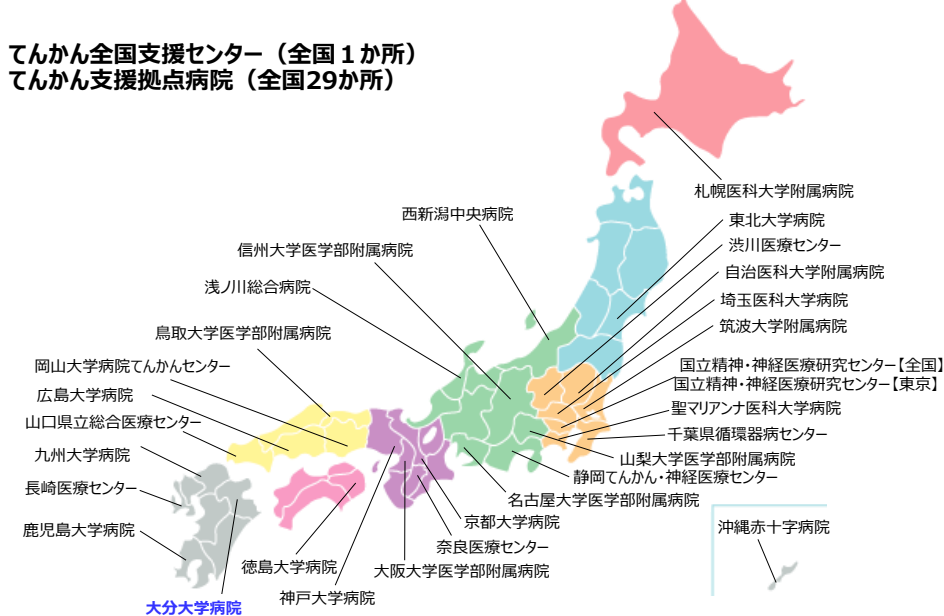 てんかん全国支援センター（全国１か所）
てんかん支援拠点病院（全国29か所）
札幌医科大学附属病院
西新潟中央病院
東北大学病院
信州大学医学部附属病院
渋川医療センター
自治医科大学附属病院
浅ノ川総合病院
埼玉医科大学病院
鳥取大学医学部附属病院
筑波大学附属病院
岡山大学病院てんかんセンター
国立精神・神経医療研究センター【全国】
国立精神・神経医療研究センター【東京】
広島大学病院
聖マリアンナ医科大学病院
山口県立総合医療センター
千葉県循環器病センター
九州大学病院
山梨大学医学部附属病院
静岡てんかん・神経医療センター
長崎医療センター
名古屋大学医学部附属病院
京都大学病院
沖縄赤十字病院
鹿児島大学病院
奈良医療センター
徳島大学病院
大阪大学医学部附属病院
神戸大学病院
大分大学病院